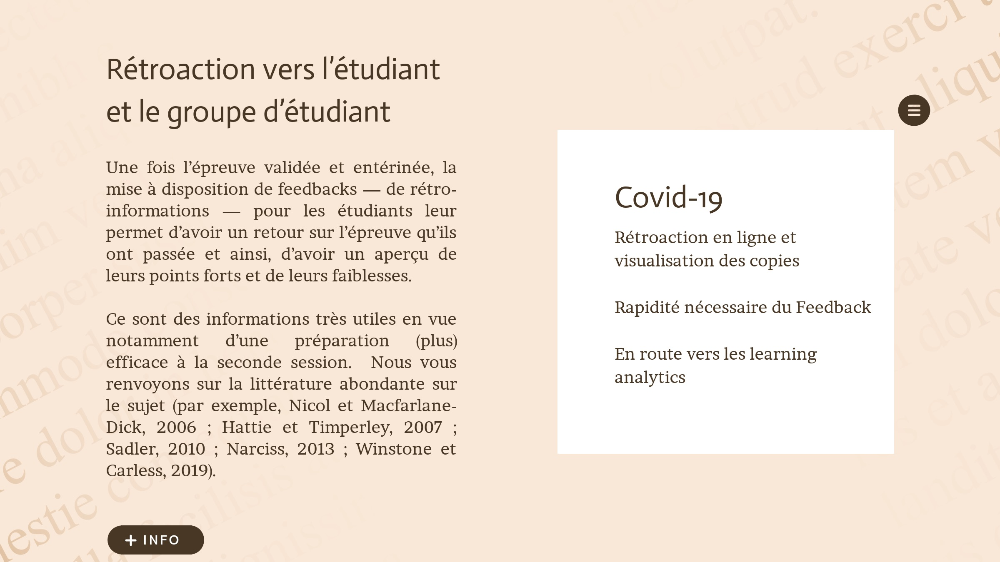 Rétroaction vers l’étudiant
et le groupe d’étudiant
Une fois l’épreuve validée et entérinée, la
mise à disposition de feedbacks — de rétro-
informations — pour les étudiants leur
permet d’avoir un retour sur l’épreuve qu’ils
ont passée et ainsi, d’avoir un aperçu de
leurs points forts et de leurs faiblesses.
Ce sont des informations très utiles en vue
notamment d’une préparation (plus)
efficace à la seconde session. Nous vous
renvoyons sur la littérature abondante sur
le sujet (par exemple, Nicol et Macfarlane-
Dick, 2006 ; Hattie et Timperley, 2007 ;
Sadler, 2010 ; Narciss, 2013 ; Winstone et
Carless, 2019).
+ INFO
Covid-19
Rétroaction en ligne et
visualisation des copies
Rapidité nécessaire du Feedback
En route vers les learning
analytics